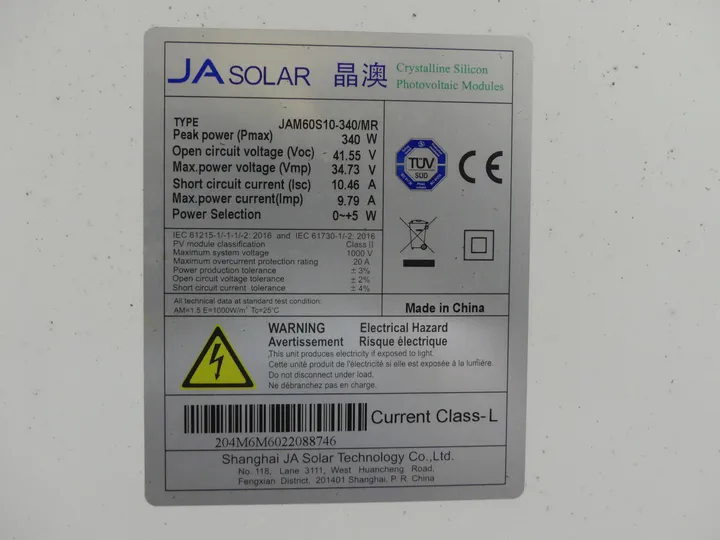 JA SOLAR 晶澳 Crystalline Silicon
Photovoltaic Modules
TYPE JAM60S10-340/MR
Peak power (Pmax) 340 W
Open circuit voltage (Voc) 41.55 V
Max.power voltage (Vmp) 34.73 V
Short circuit current (Isc) 10.46 A
Max.power current(Imp) 9.79 A
Power Selection 0~+5 W
TÜV
SÜD
CE
IEC 61215-1/-1-1/-2: 2016 and IEC 61730-1/-2: 2016
PV module classification Class II
Maximum system voltage 1000 V
Maximum overcurrent protection rating 20 A
Power production tolerance ± 3%
Open circuit voltage tolerance ± 2%
Short circuit current tolerance ± 4%
All technical data at standard test condition:
AM=1.5 E=1000W/m² Tc=25°C
Made in China
WARNING Electrical Hazard
Avertissement Risque électrique
This unit produces electricity if exposed to light.
Cette unité produit de l'électricité si elle est exposée à la lumière.
Do not disconnect under load.
Ne débranchez pas en charge.
Current Class- L
204M6M6022088746
Shanghai JA Solar Technology Co.,Ltd.
No. 118, Lane 3111, West Huancheng Road,
Fengxian District, 201401 Shanghai, P. R. China